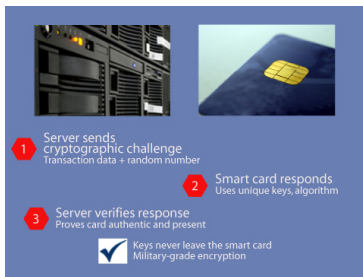 1
Server sends
cryptographic challenge
Transaction data + random number
2
Smart card responds
Uses unique keys, algorithm
3
Server verifies response
Proves card authentic and present
Keys never leave the smart card
Military-grade encryption